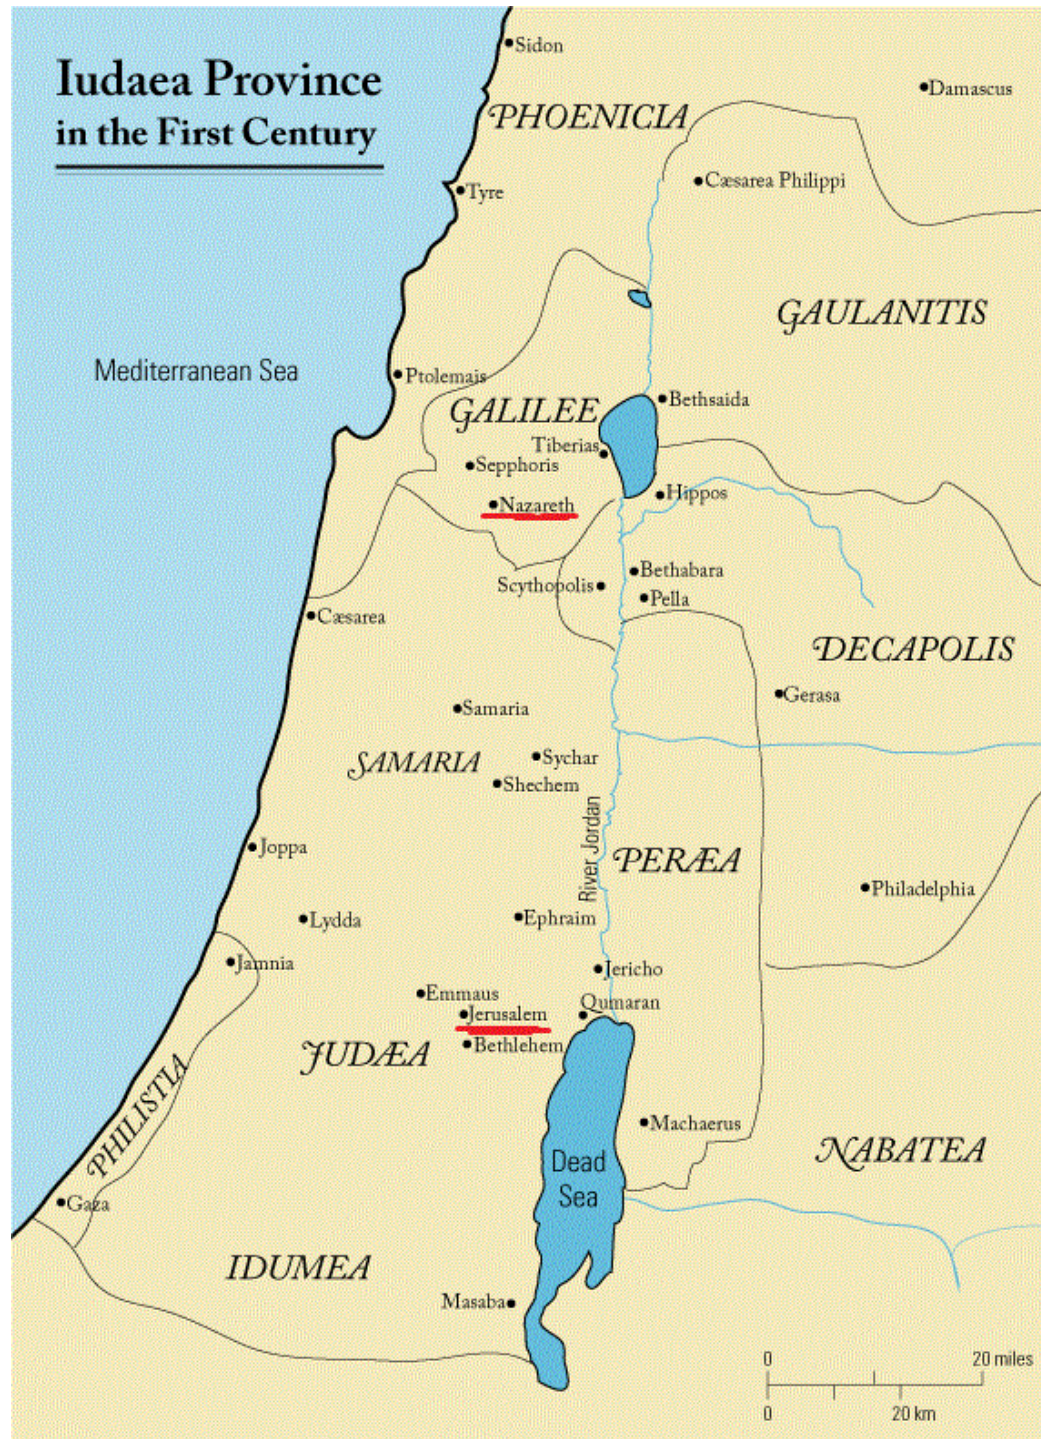 Iudaea Province
in the First Century
Sidon
Damascus
PHOENICIA
Cæsarea Philippi
Tyre
GAULANITIS
Mediterranean Sea
Ptolemais
Bethsaida
GALILEE
Tiberias
Sepphoris
Hippos
Nazareth
Bethabara
Scythopolis
Pella
Cæsarea
DECAPOLIS
Gerasa
Samaria
Sychar
SAMARIA
Shechem
River Jordan
Joppa
PERÆA
Philadelphia
Ephraim
Lydda
Jamnia
Jericho
Emmaus
Qumaran
Jerusalem
Bethlehem
JUDÆA
PHILISTIA
Machaerus
NABATEA
Dead
Sea
Gaza
IDUMEA
Masaba
0 20 miles
0 20 km